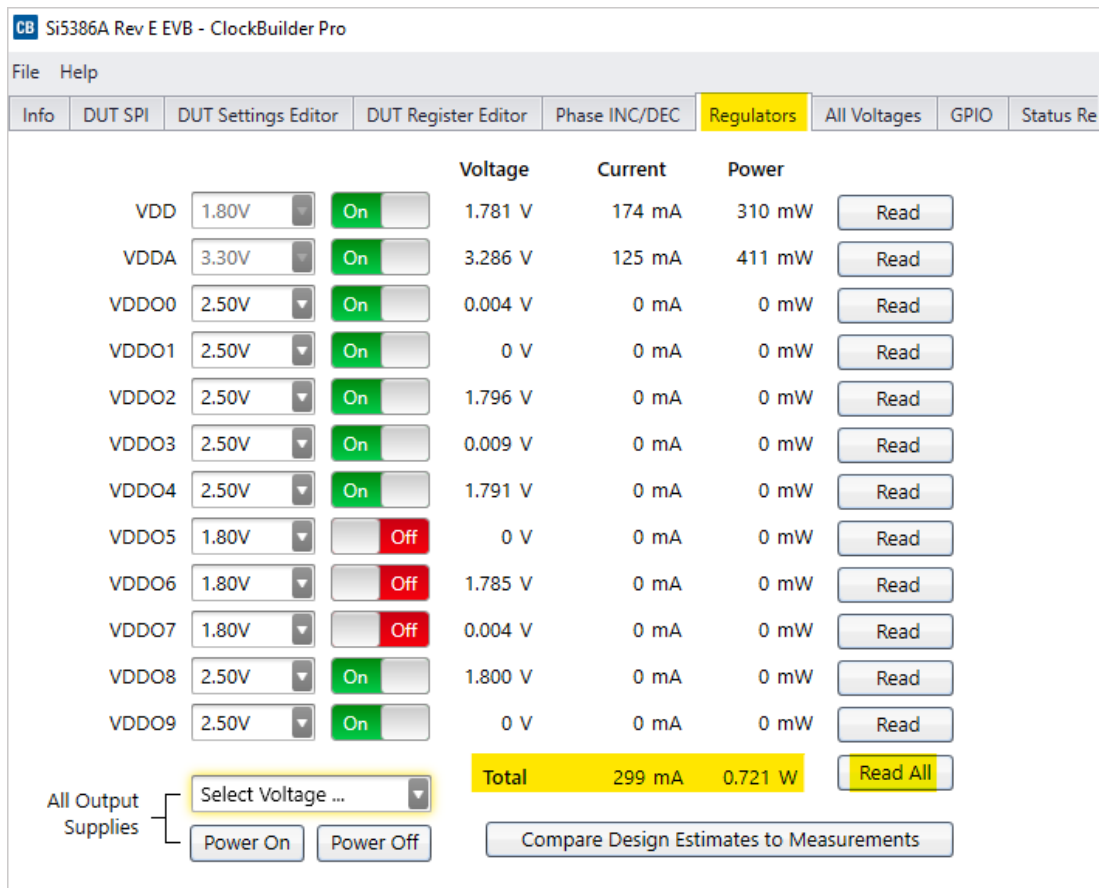 CB Si5386A Rev E EVB - ClockBuilder Pro
File Help
Info DUT SPI DUT Settings Editor DUT Register Editor Phase INC/DEC Regulators All Voltages GPIO Status Re
Voltage Current Power
VDD 1.80V On 1.781 V 174 mA 310 mW Read
VDDA 3.30V On 3.286 V 125 mA 411 mW Read
VDDO0 2.50V On 0.004 V 0 mA 0 mW Read
VDDO1 2.50V On 0 V 0 mA 0 mW Read
VDDO2 2.50V On 1.796 V 0 mA 0 mW Read
VDDO3 2.50V On 0.009 V 0 mA 0 mW Read
VDDO4 2.50V On 1.791 V 0 mA 0 mW Read
VDDO5 1.80V Off 0 V 0 mA 0 mW Read
VDDO6 1.80V Off 1.785 V 0 mA 0 mW Read
VDDO7 1.80V Off 0.004 V 0 mA 0 mW Read
VDDO8 2.50V On 1.800 V 0 mA 0 mW Read
VDDO9 2.50V On 0 V 0 mA 0 mW Read
Total 299 mA 0.721 W Read All
All Output Supplies
Select Voltage ...
Power On Power Off
Compare Design Estimates to Measurements